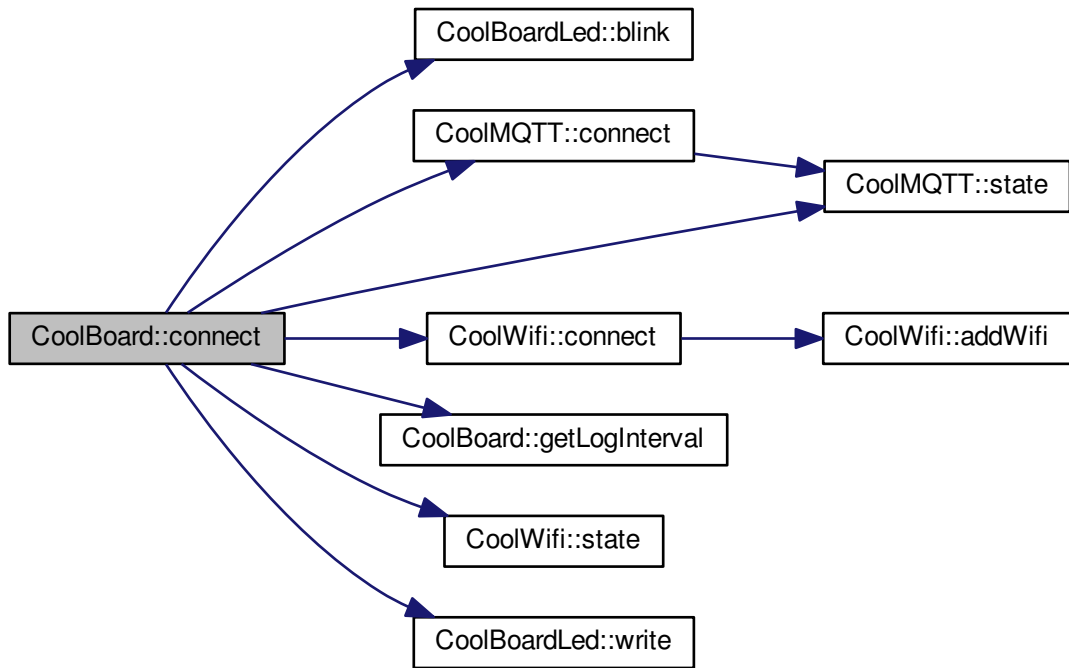 CoolBoardLed::blink
CoolMQTT::connect
CoolMQTT::state
CoolBoard::connect
CoolWifi::connect
CoolWifi::addWifi
CoolBoard::getLogInterval
CoolWifi::state
CoolBoardLed::write